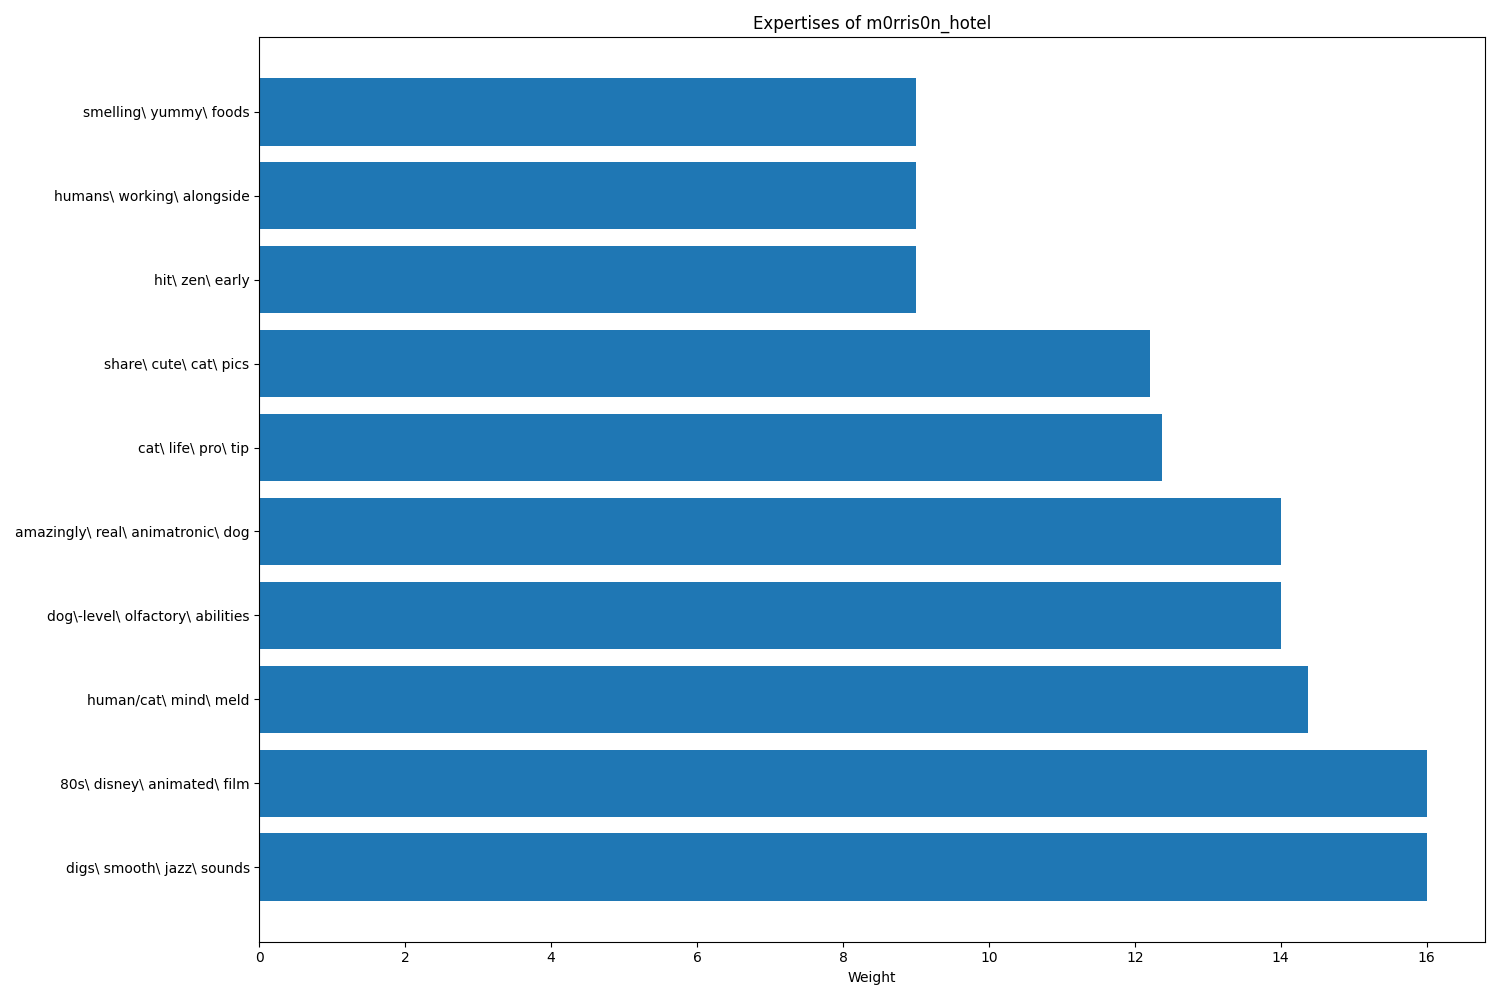 Expertises of m0rris0n_hotel
smelling\ yummy\ foods
humans\ working\ alongside
hit\ zen\ early
share\ cute\ cat\ pics
cat\ life\ pro\ tip
amazingly\ real\ animatronic\ dog
dog\-level\ olfactory\ abilities
human/cat\ mind\ meld
80s\ disney\ animated\ film
digs\ smooth\ jazz\ sounds
0 2 4 6 8 10 12 14 16
Weight